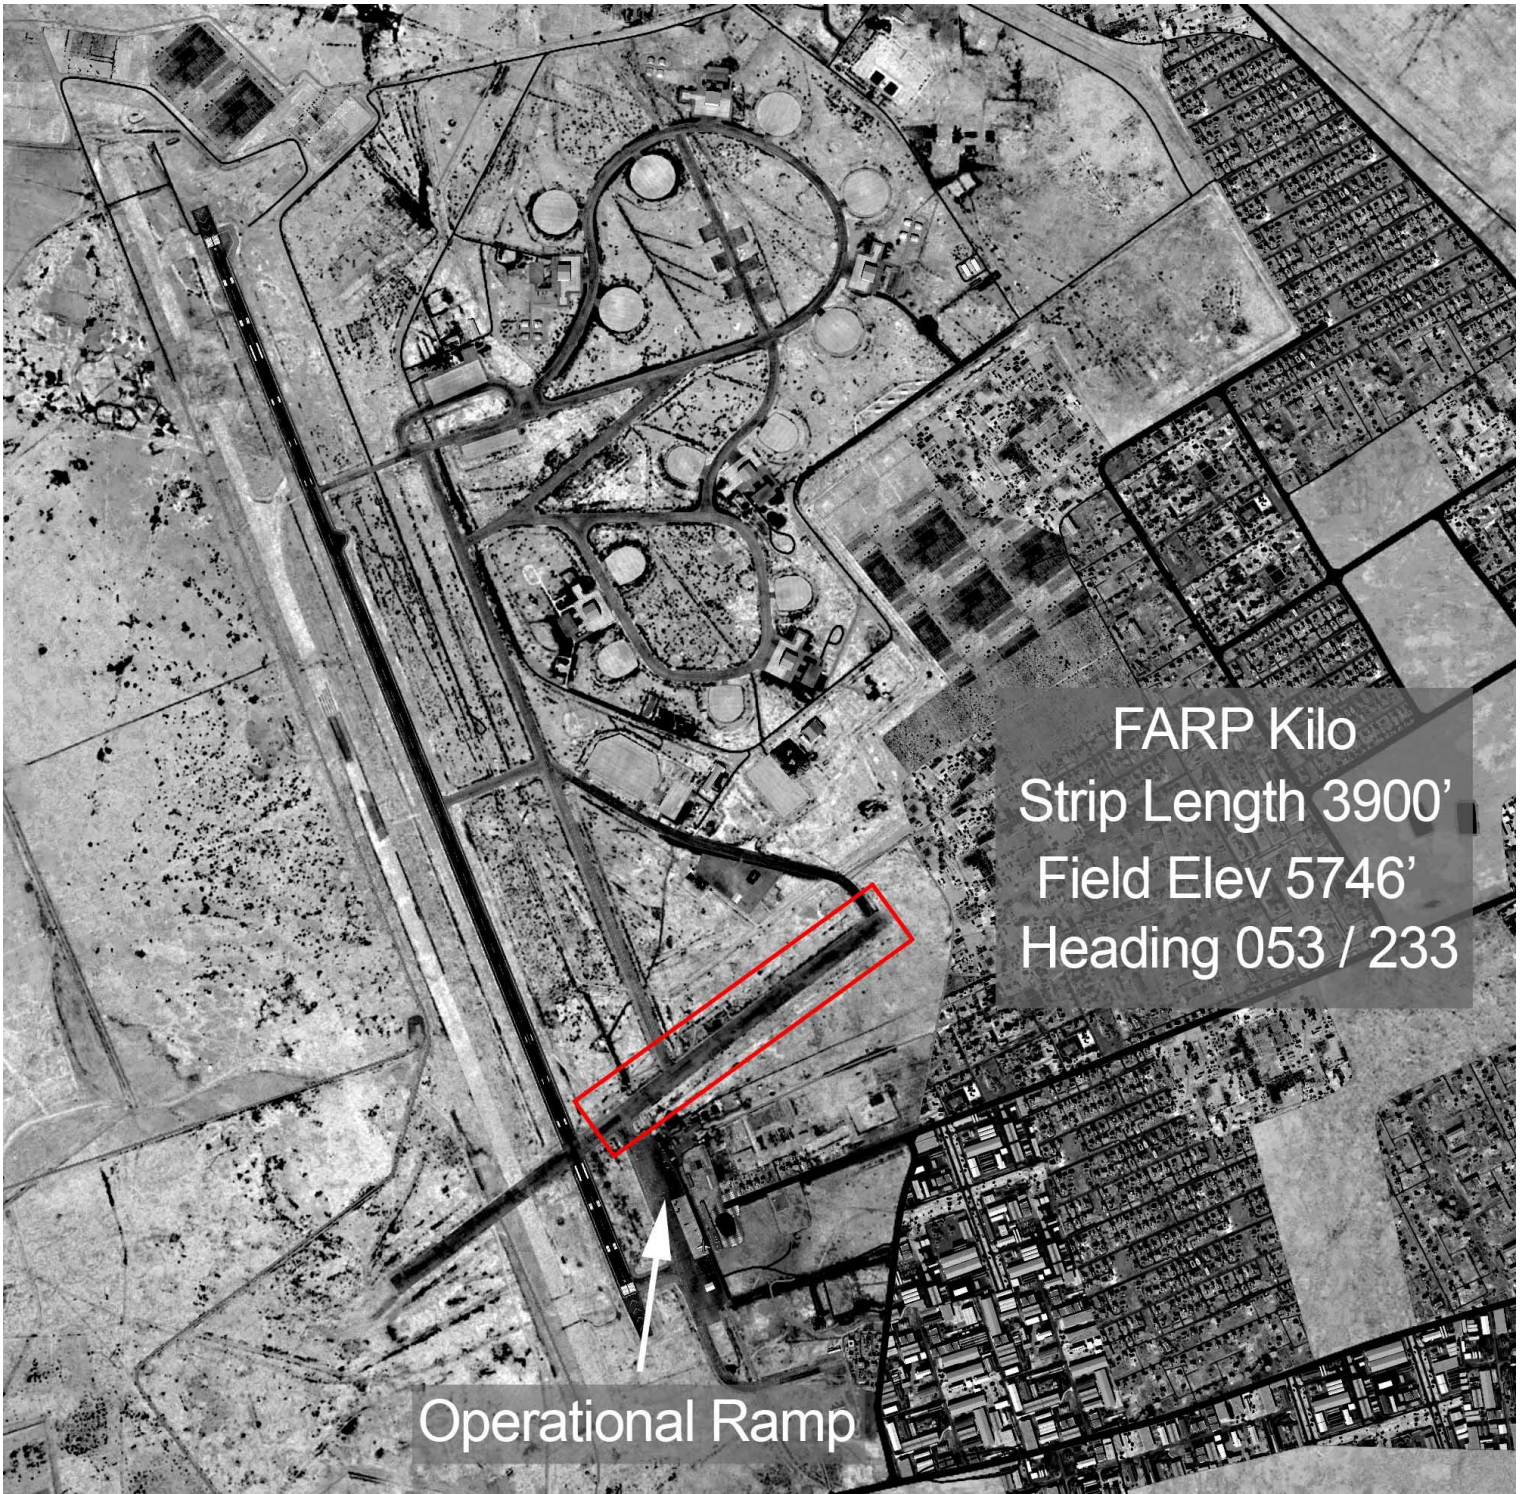 FARP Kilo
Strip Length 3900’
Field Elev 5746’
Heading 053 / 233
Operational Ramp